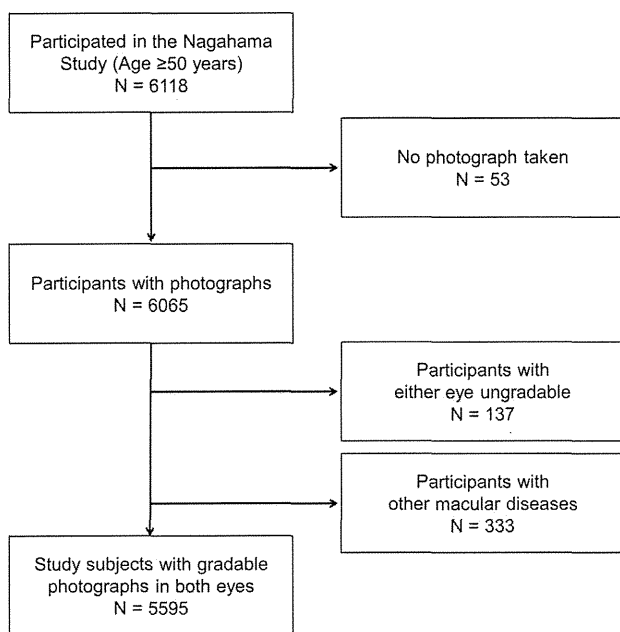 Participated in the Nagahama
Study (Age ≥50 years)
N = 6118
No photograph taken
N = 53
Participants with photographs
N = 6065
Participants with
either eye ungradable
N = 137
Participants with
other macular diseases
N = 333
Study subjects with gradable
photographs in both eyes
N = 5595